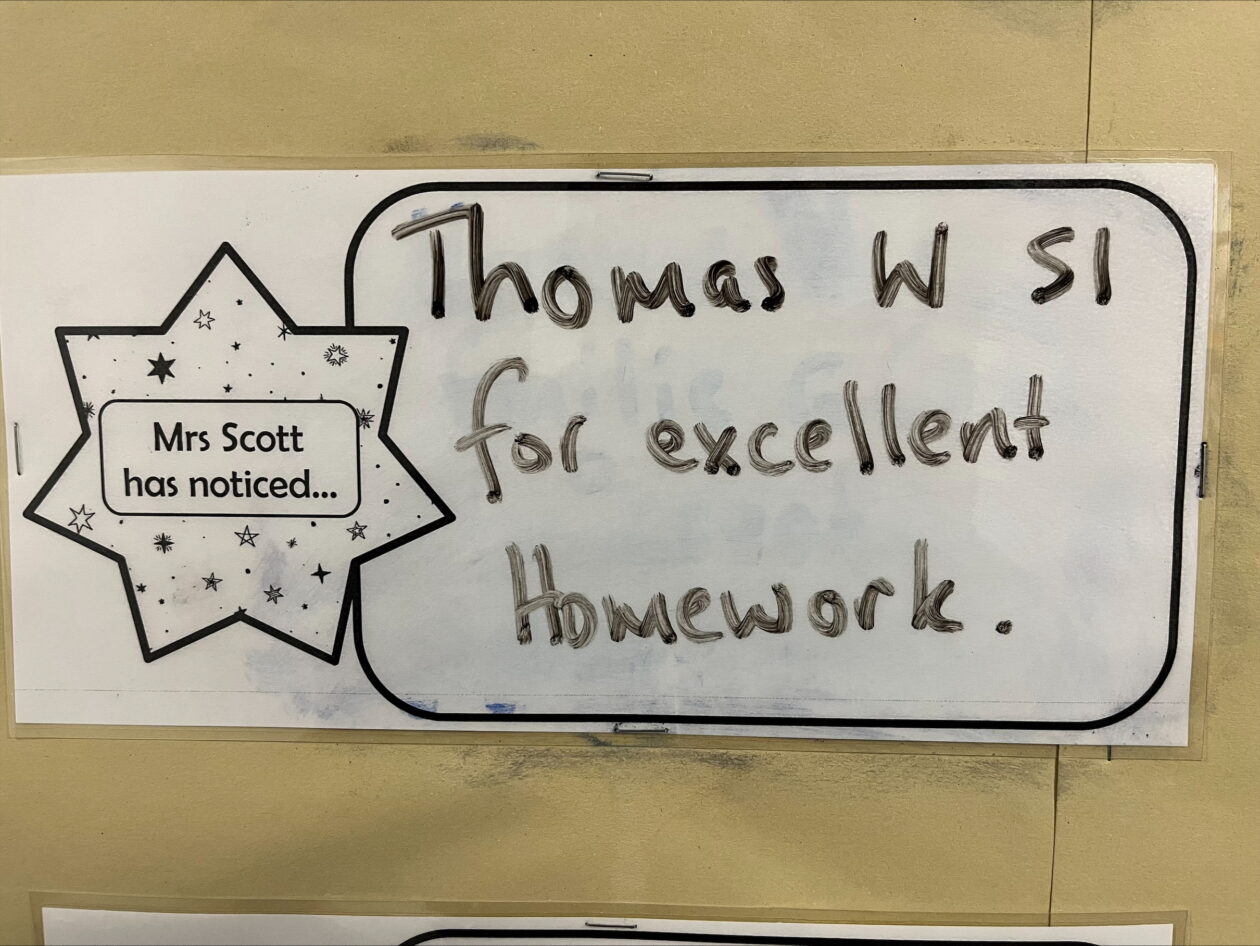 Mrs Scott
has noticed...
Thomas W S1
for excellent
Homework.